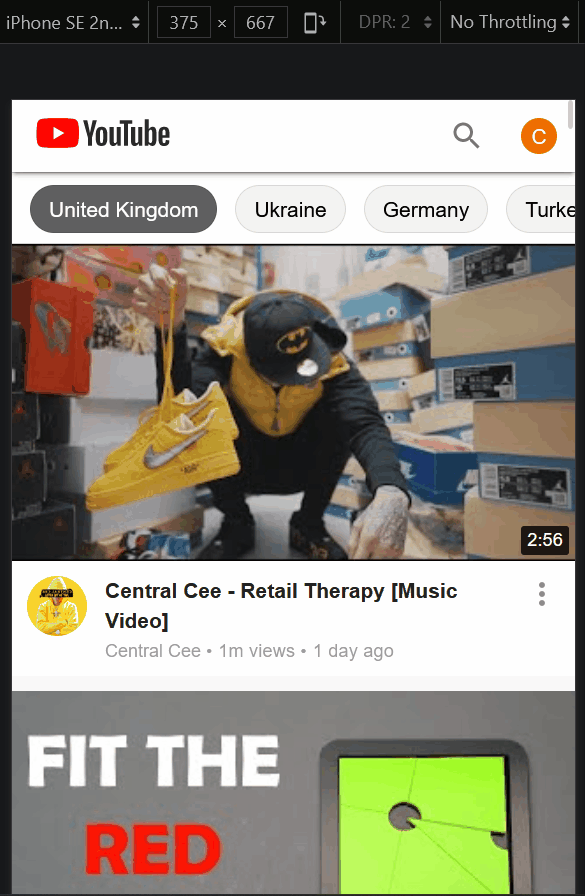 iPhone SE 2n... 375 × 667 DPR: 2 No Throttling
YouTube
C
United Kingdom Ukraine Germany Turke
2:56
Central Cee - Retail Therapy [Music
Video]
Central Cee • 1m views • 1 day ago
FIT THE
RED